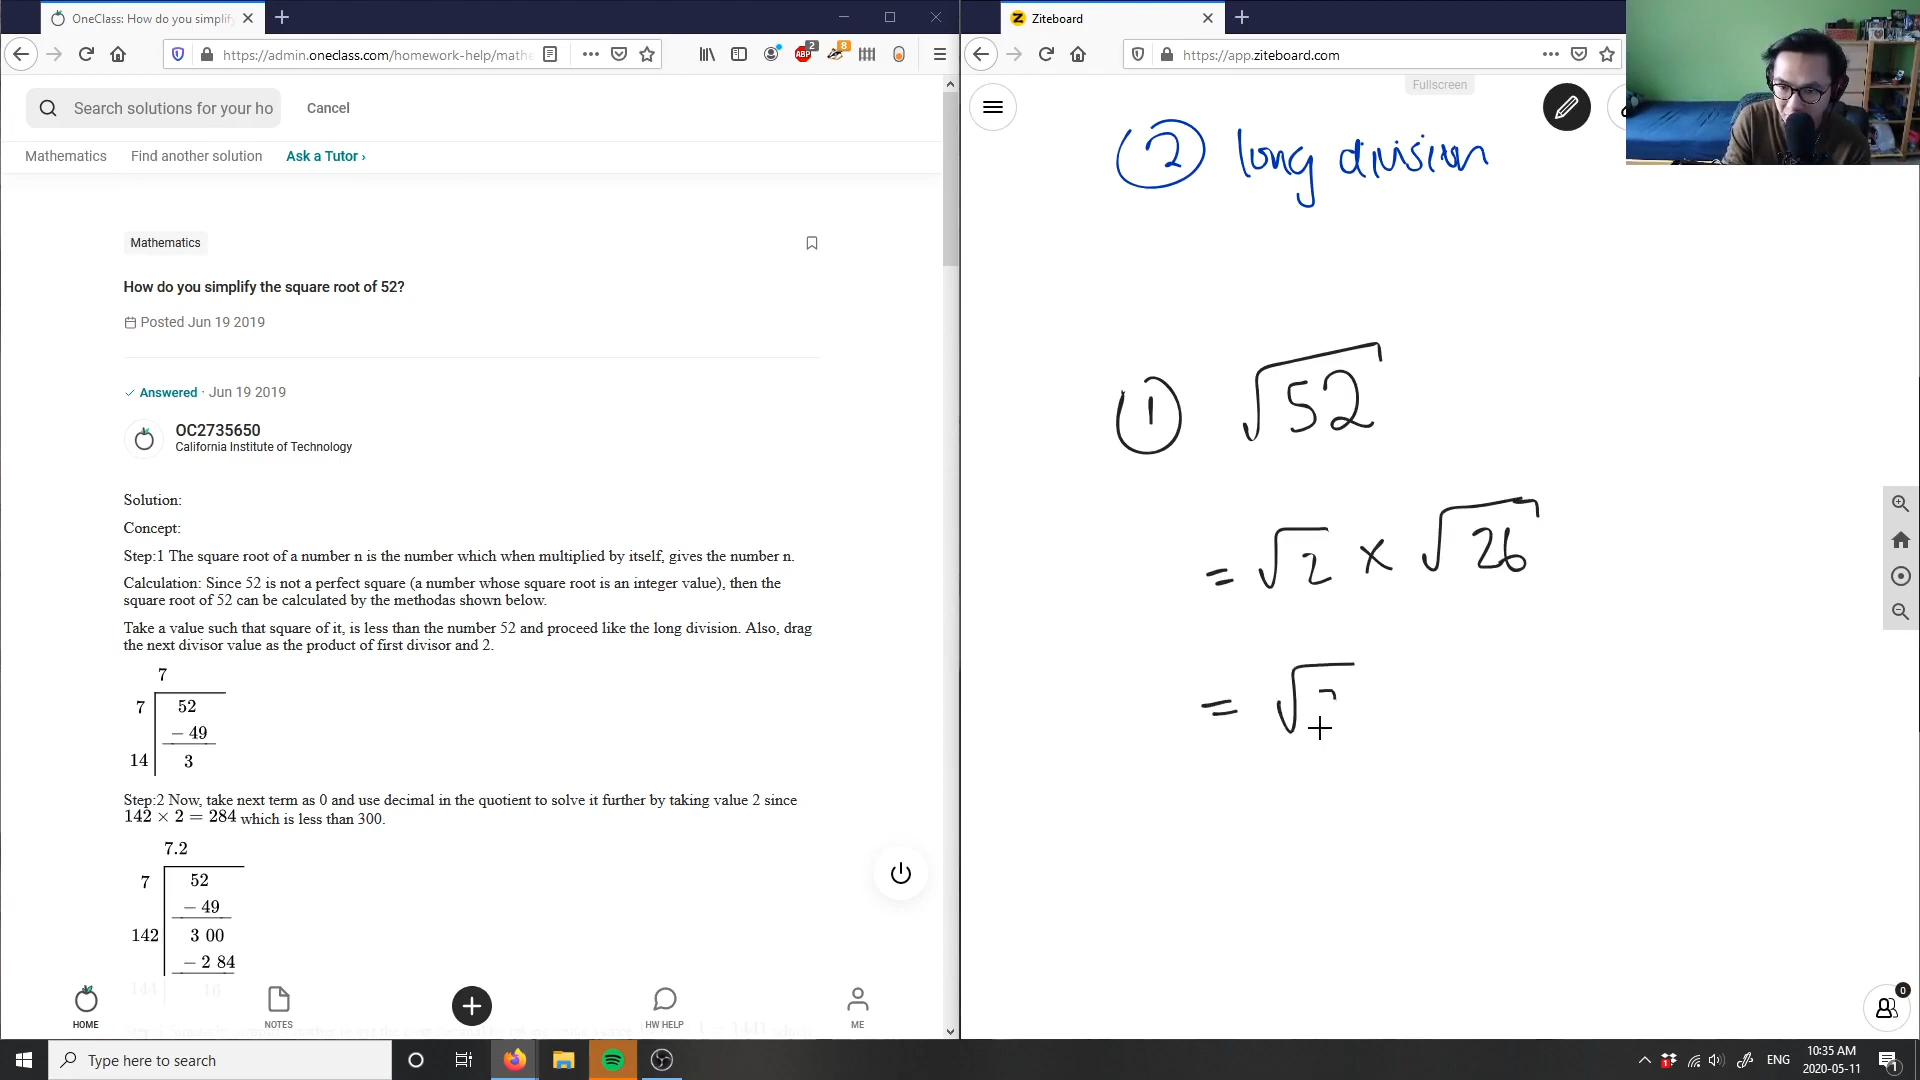 OneClass: How do you simplify
https://admin.oneclass.com/homework-help/mathe
ABP
2
8
Search solutions for your ho
Cancel
Mathematics
Find another solution
Ask a Tutor ›
Mathematics
How do you simplify the square root of 52?
Posted Jun 19 2019
Answered · Jun 19 2019
OC2735650
California Institute of Technology
Solution:
Concept:
Step:1 The square root of a number n is the number which when multiplied by itself, gives the number n.
Calculation: Since 52 is not a perfect square (a number whose square root is an integer value), then the
square root of 52 can be calculated by the methodas shown below.
Take a value such that square of it, is less than the number 52 and proceed like the long division. Also, drag
the next divisor value as the product of first divisor and 2.
7
7 52
− 49
14 3
Step:2 Now, take next term as 0 and use decimal in the quotient to solve it further by taking value 2 since
142 × 2 = 284 which is less than 300.
7.2
7 52
− 49
142 3 00
− 2 84
144 16
HOME
NOTES
HW HELP
ME
Ziteboard
https://app.ziteboard.com
Fullscreen
② long division
① √52
= √2 × √26
= √
0
Type here to search
ENG
10:35 AM
2020-05-11
1